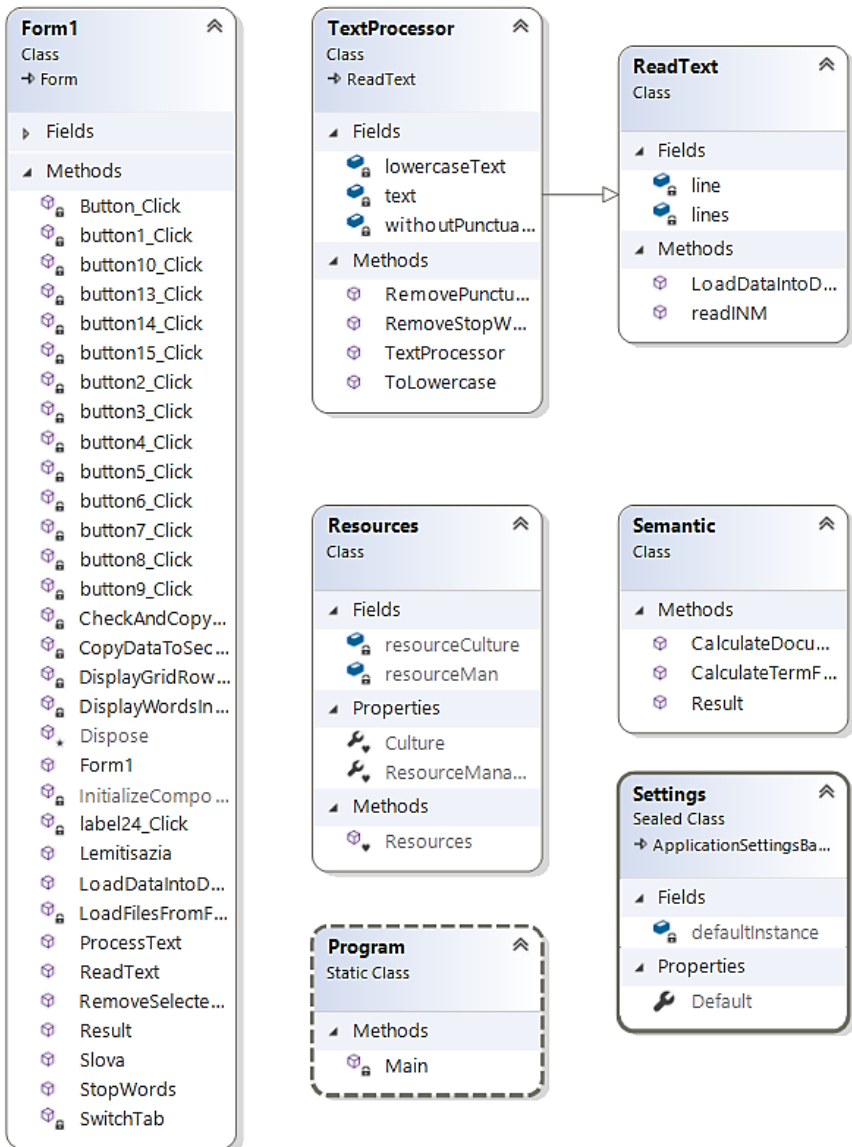 Form1
Class
Form
Fields
Methods
Button_Click
button1_Click
button10_Click
button13_Click
button14_Click
button15_Click
button2_Click
button3_Click
button4_Click
button5_Click
button6_Click
button7_Click
button8_Click
button9_Click
CheckAndCopy...
CopyDataToSec...
DisplayGridRow...
DisplayWordsIn...
Dispose
Form1
InitializeCompo ...
label24_Click
Lemitisazia
LoadDataIntoD...
LoadFilesFromF...
ProcessText
ReadText
RemoveSelecte...
Result
Slova
StopWords
SwitchTab
TextProcessor
Class
ReadText
Fields
lowercaseText
text
withoutPunctua...
Methods
RemovePunctu...
RemoveStopW...
TextProcessor
ToLowercase
ReadText
Class
Fields
line
lines
Methods
LoadDataIntoD...
readINM
Resources
Class
Fields
resourceCulture
resourceMan
Properties
Culture
ResourceMana...
Methods
Resources
Semantic
Class
Methods
CalculateDocu...
CalculateTermF...
Result
Settings
Sealed Class
ApplicationSettingsBa...
Fields
defaultInstance
Properties
Default
Program
Static Class
Methods
Main